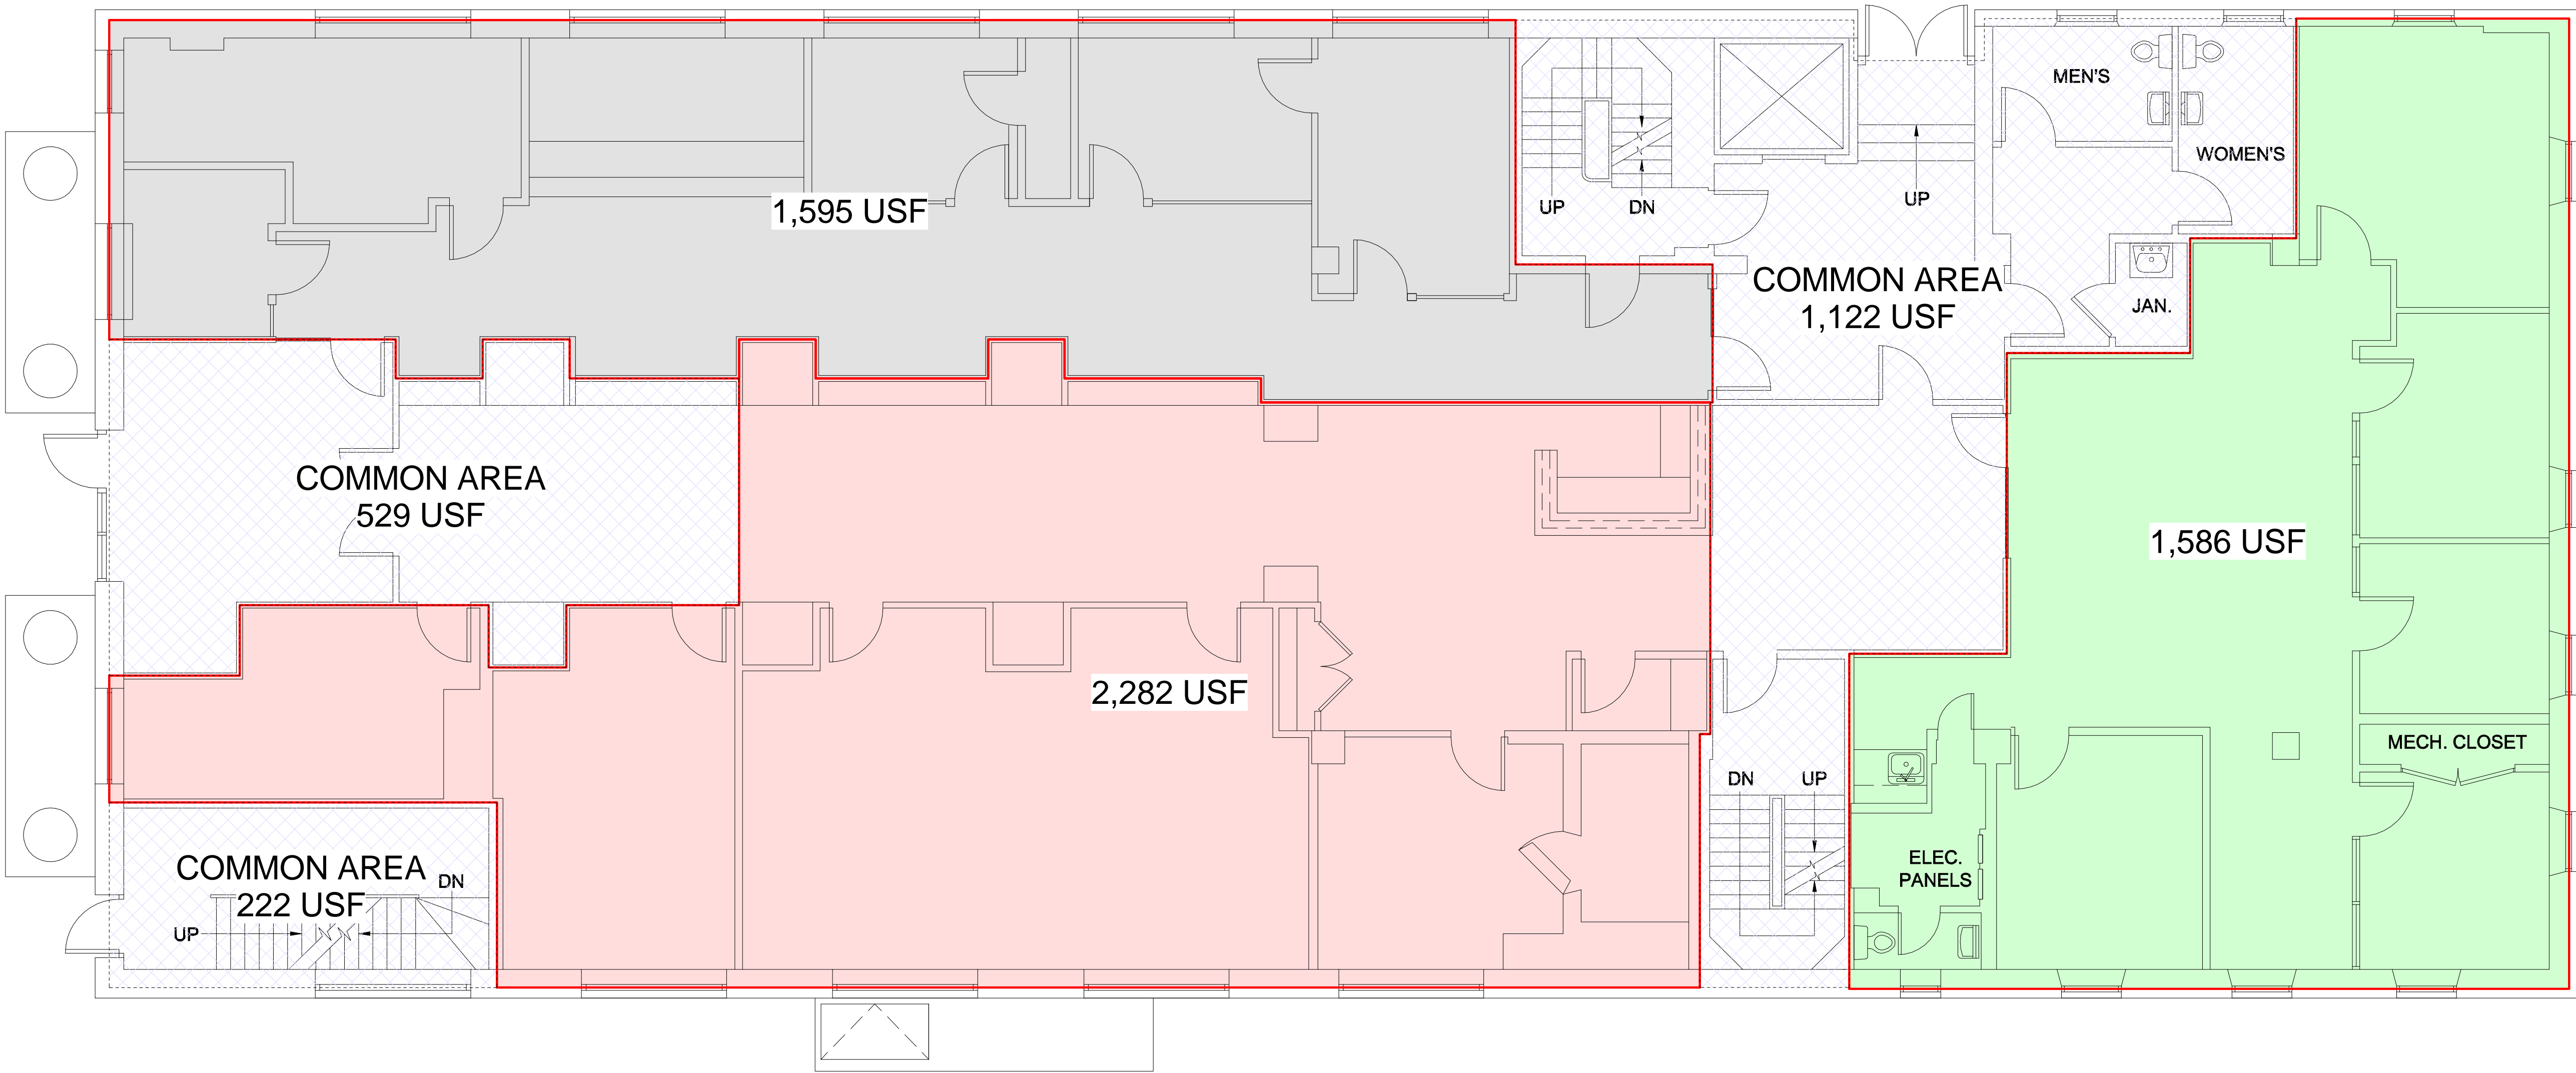 MEN'S
WOMEN'S
1,595 USF
UP
DN
UP
COMMON AREA
1,122 USF
JAN.
COMMON AREA
529 USF
1,586 USF
2,282 USF
MECH. CLOSET
DN
UP
COMMON AREA
222 USF
DN
UP
ELEC.
PANELS